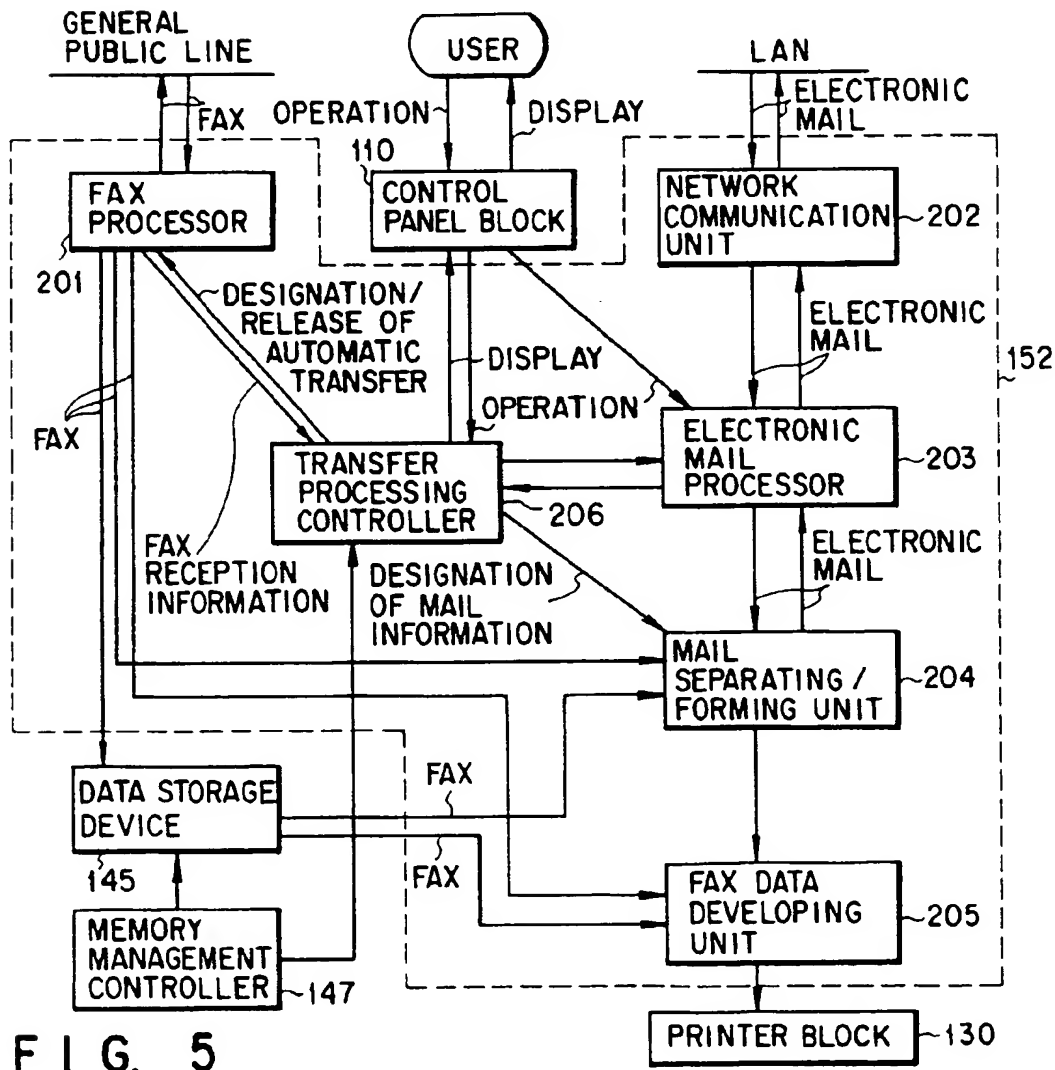 GENERAL
PUBLIC LINE
USER
LAN
FAX
OPERATION
DISPLAY
ELECTRONIC
MAIL
110
FAX
PROCESSOR
201
CONTROL
PANEL BLOCK
NETWORK
COMMUNICATION
UNIT
202
DESIGNATION/
RELEASE OF
AUTOMATIC
TRANSFER
DISPLAY
OPERATION
ELECTRONIC
MAIL
152
FAX
TRANSFER
PROCESSING
CONTROLLER
206
ELECTRONIC
MAIL
PROCESSOR
203
FAX
RECEPTION
INFORMATION
DESIGNATION
OF MAIL
INFORMATION
ELECTRONIC
MAIL
MAIL
SEPARATING/
FORMING UNIT
204
DATA STORAGE
DEVICE
145
FAX
FAX
MEMORY
MANAGEMENT
CONTROLLER
147
FAX DATA
DEVELOPING
UNIT
205
PRINTER BLOCK
130
FIG. 5